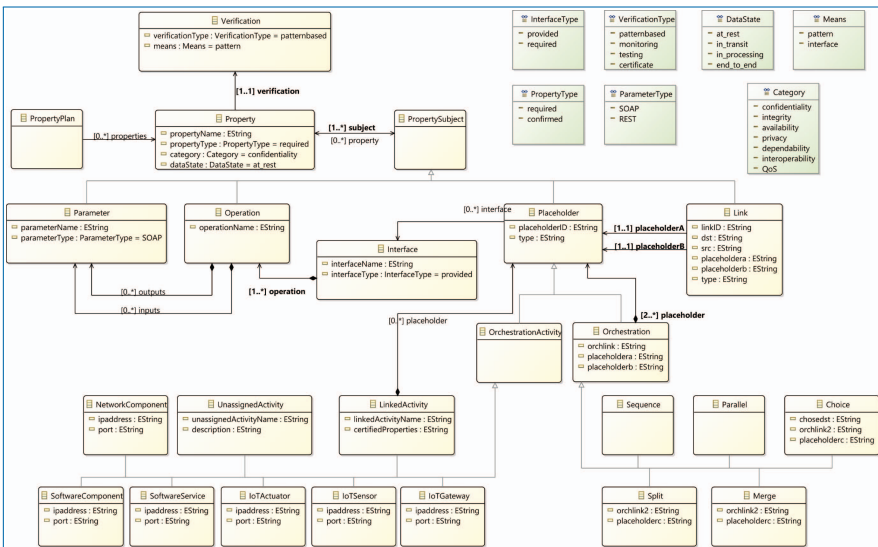 Verification
verificationType : VerificationType = patternbased
means : Means = pattern
InterfaceType
provided
required
VerificationType
patternbased
monitoring
testing
certificate
DataState
at_rest
in_transit
in_processing
end_to_end
Means
pattern
interface
[1..1] verification
PropertyType
required
confirmed
ParameterType
SOAP
REST
Category
confidentiality
integrity
availability
privacy
dependability
interoperability
QoS
PropertyPlan
[0..*] properties
Property
propertyName : EString
propertyType : PropertyType = required
category : Category = confidentiality
dataState : DataState = at_rest
[1..*] subject
[0..*] property
PropertySubject
Parameter
parameterName : EString
parameterType : ParameterType = SOAP
Operation
operationName : EString
[0..*] interface
Placeholder
placeholderID : EString
type : EString
[1..1] placeholderA
[1..1] placeholderB
Link
linkID : EString
dst : EString
src : EString
placeholdera : EString
placeholderb : EString
type : EString
Interface
interfaceName : EString
interfaceType : InterfaceType = provided
[0..*] outputs
[0..*] inputs
[1..*] operation
[0..*] placeholder
[2..*] placeholder
OrchestrationActivity
Orchestration
orchlink : EString
placeholdera : EString
placeholderb : EString
NetworkComponent
ipaddress : EString
port : EString
UnassignedActivity
unassignedActivityName : EString
description : EString
LinkedActivity
linkedActivityName : EString
certifiedProperties : EString
Sequence
Parallel
Choice
chosedst : EString
orchlink2 : EString
placeholderc : EString
SoftwareComponent
ipaddress : EString
port : EString
SoftwareService
ipaddress : EString
port : EString
IoTActuator
ipaddress : EString
port : EString
IoTSensor
ipaddress : EString
port : EString
IoTGateway
ipaddress : EString
port : EString
Split
orchlink2 : EString
placeholderc : EString
Merge
orchlink2 : EString
placeholderc : EString